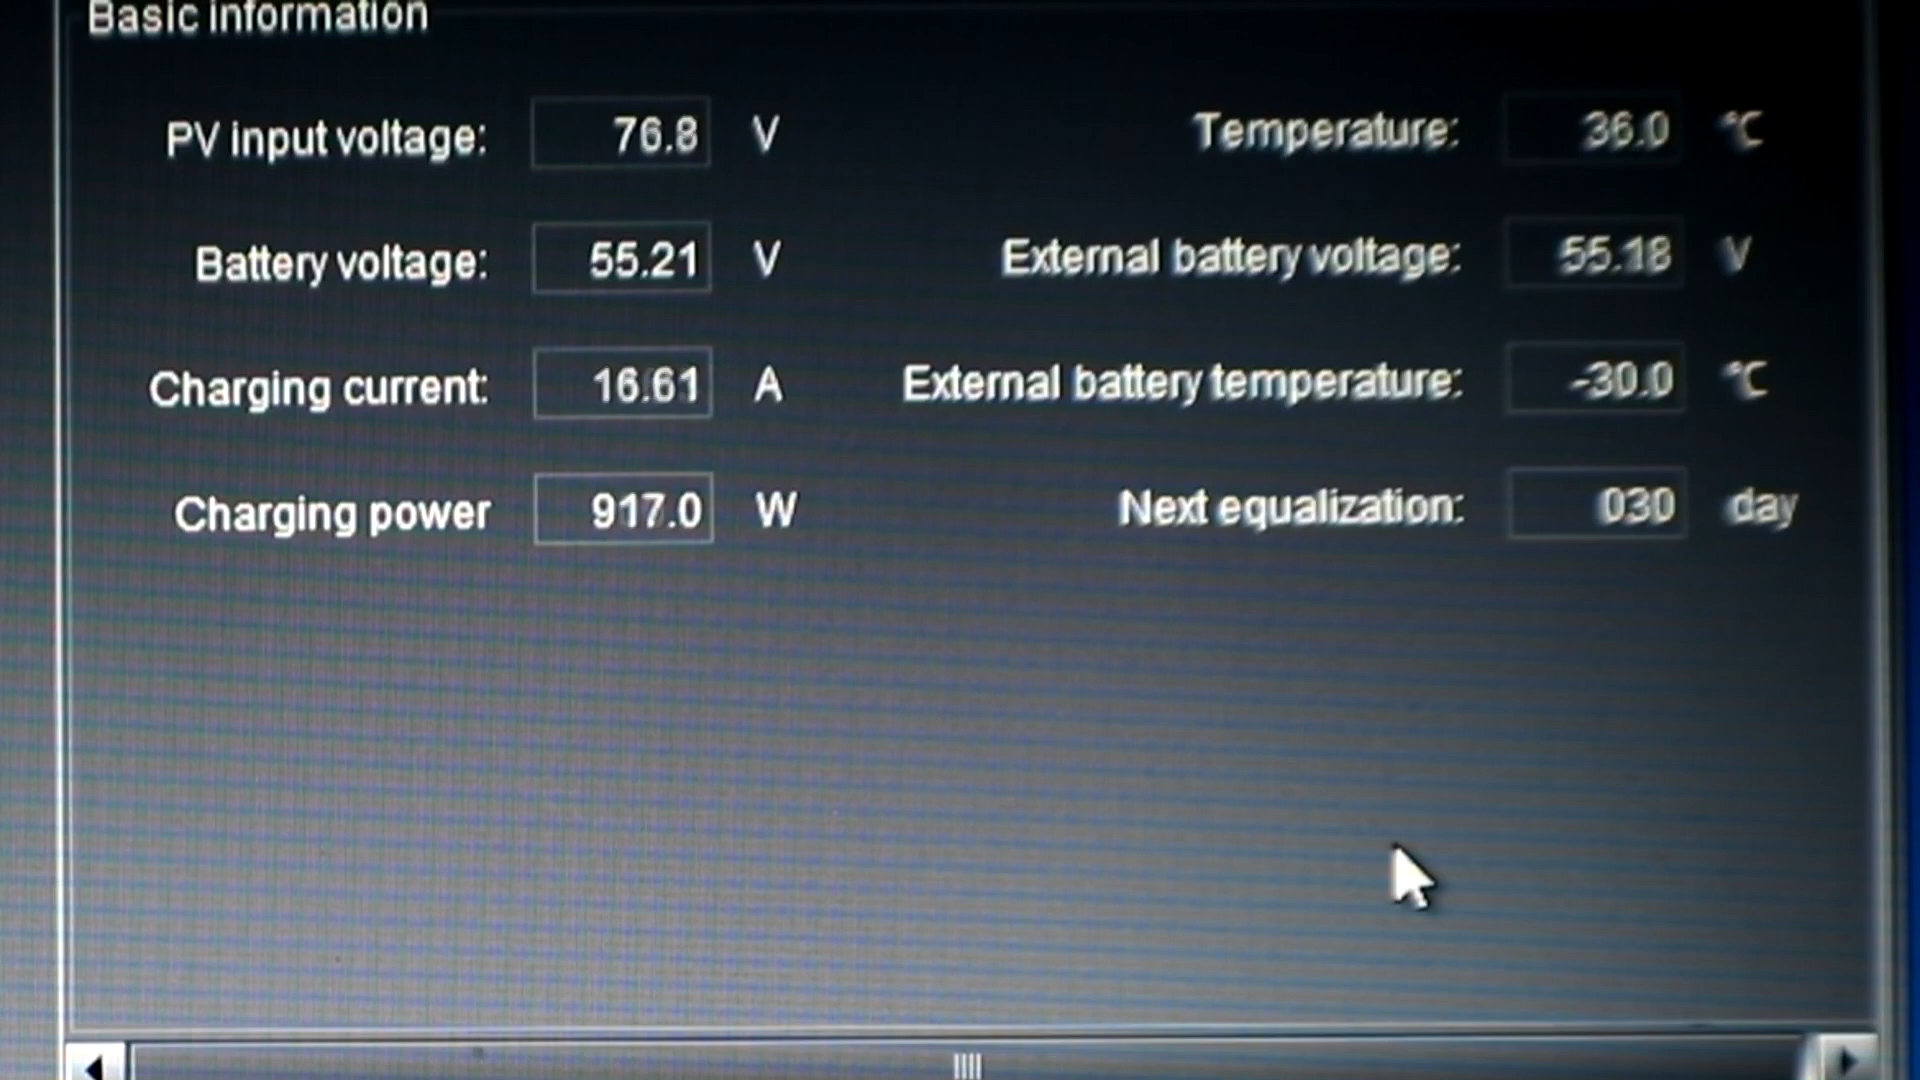 Basic information
PV input voltage: 76.8 V
Temperature: 36.0 °C
Battery voltage: 55.21 V
External battery voltage: 55.18 V
Charging current: 16.61 A
External battery temperature: -30.0 °C
Charging power 917.0 W
Next equalization: 030 day